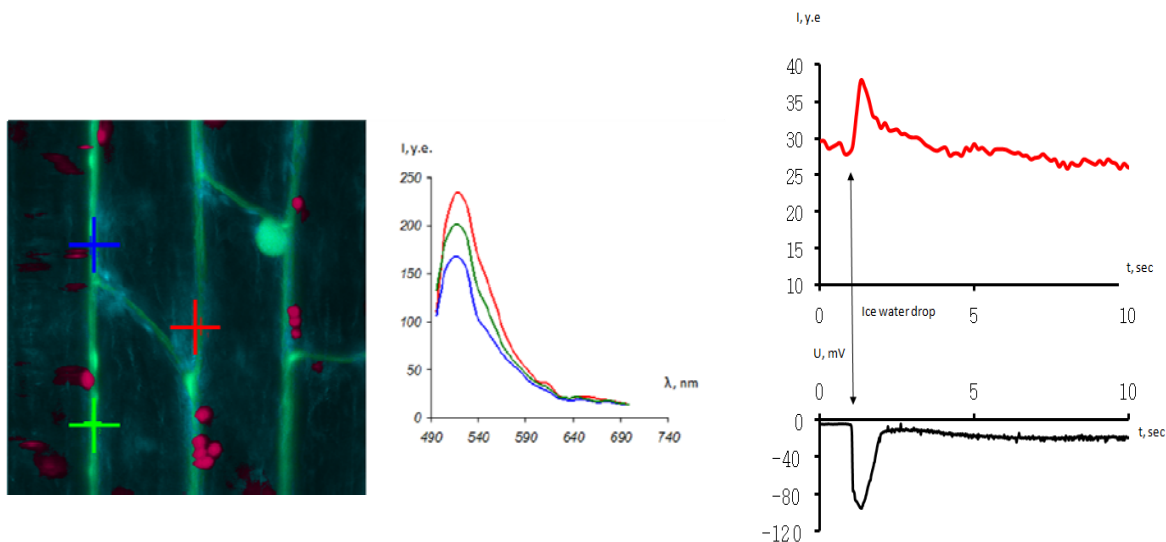 I, y.e.
250
200
150
100
50
0
490 540 590 640 690 740
λ, nm
I, y.e
40
35
30
25
20
15
10
t, sec
0 5 10
Ice water drop
U, mV
0 5 10
0
-40
-80
-120
t, sec